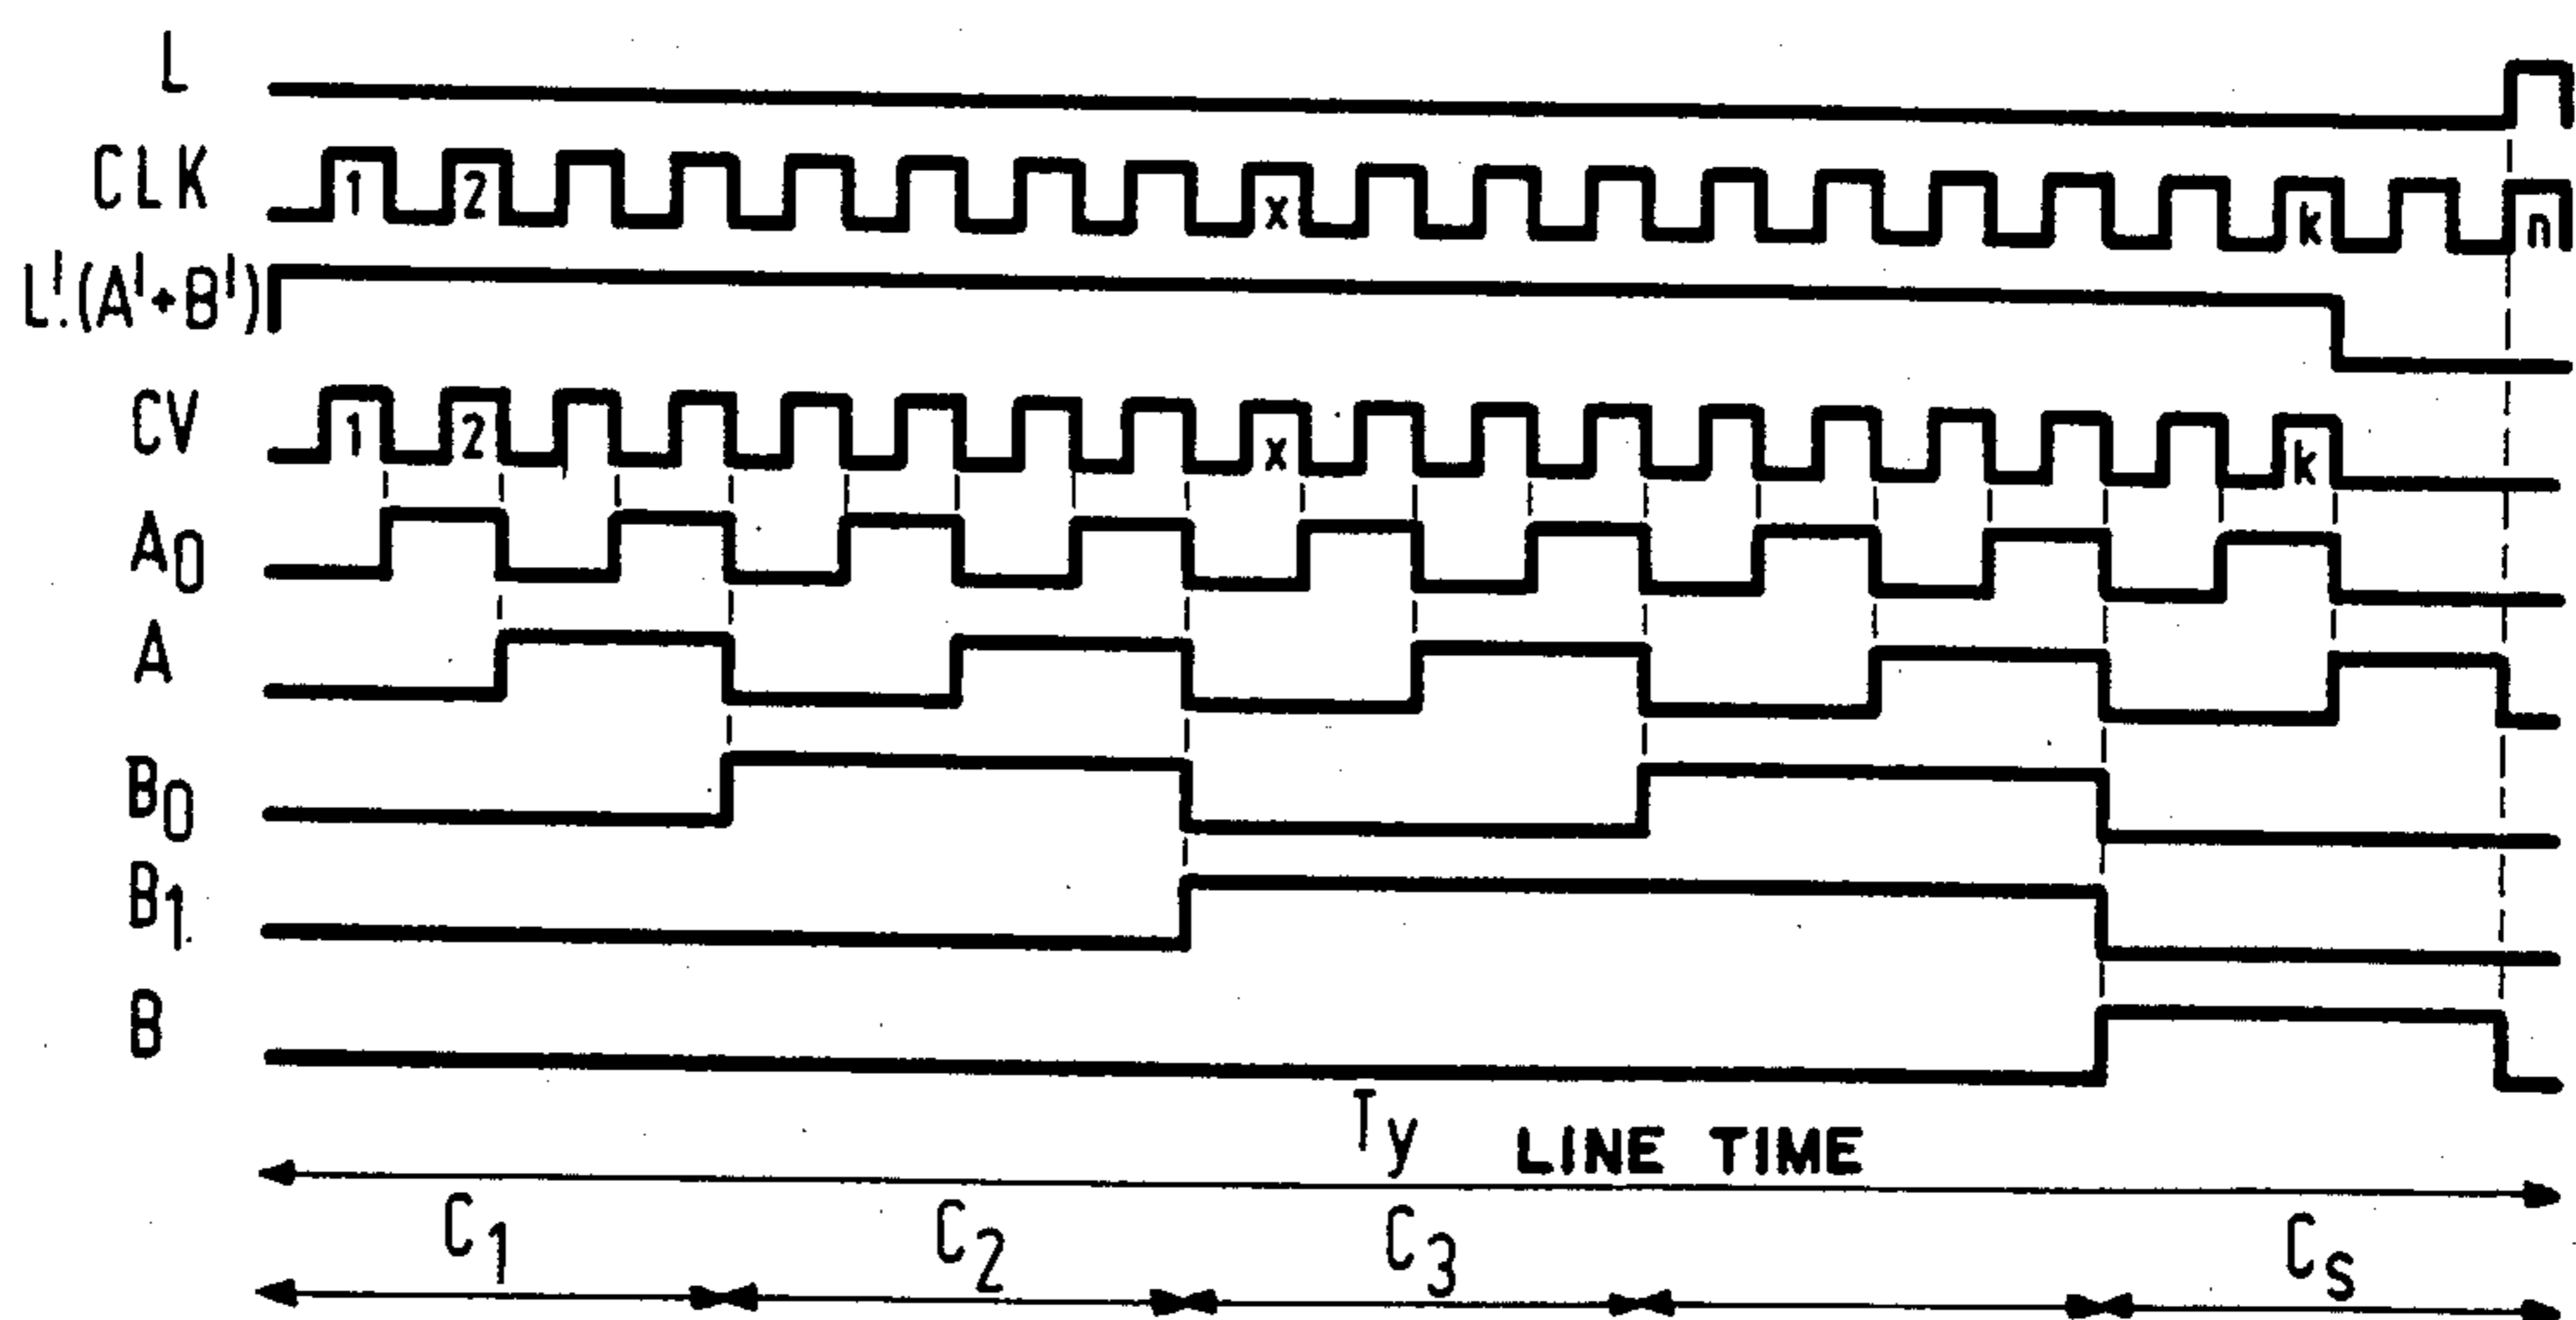 L
CLK 1 2 x k n
L'.(A'+B')
CV 1 2 x k
A0
A
B0
B1
B
Ty LINE TIME
C1 C2 C3 Cs